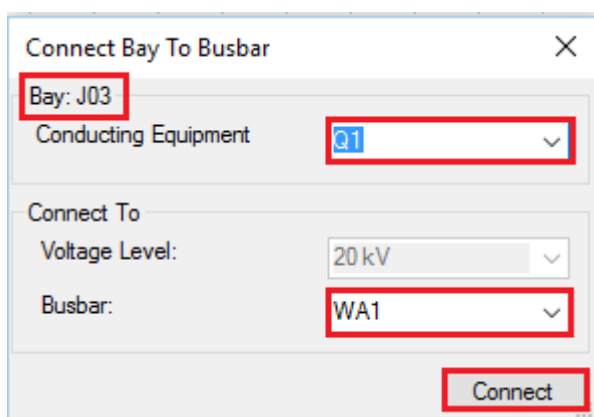 Connect Bay To Busbar
Bay: J03
Conducting Equipment Q1
Connect To
Voltage Level: 20 kV
Busbar: WA1
Connect